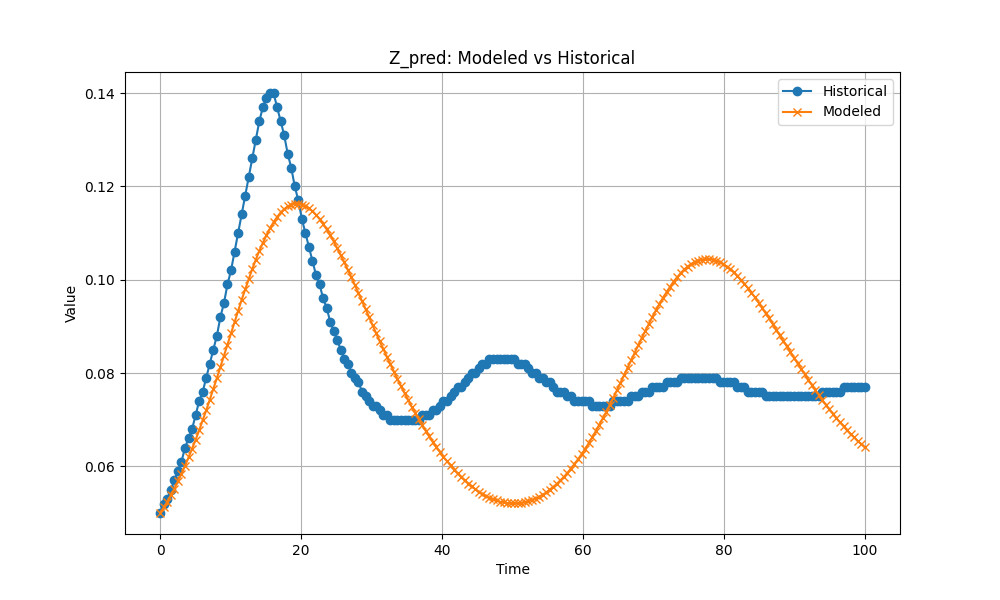 Z_pred: Modeled vs Historical
Historical
Modeled
Value
0.14
0.12
0.10
0.08
0.06
0 20 40 60 80 100
Time